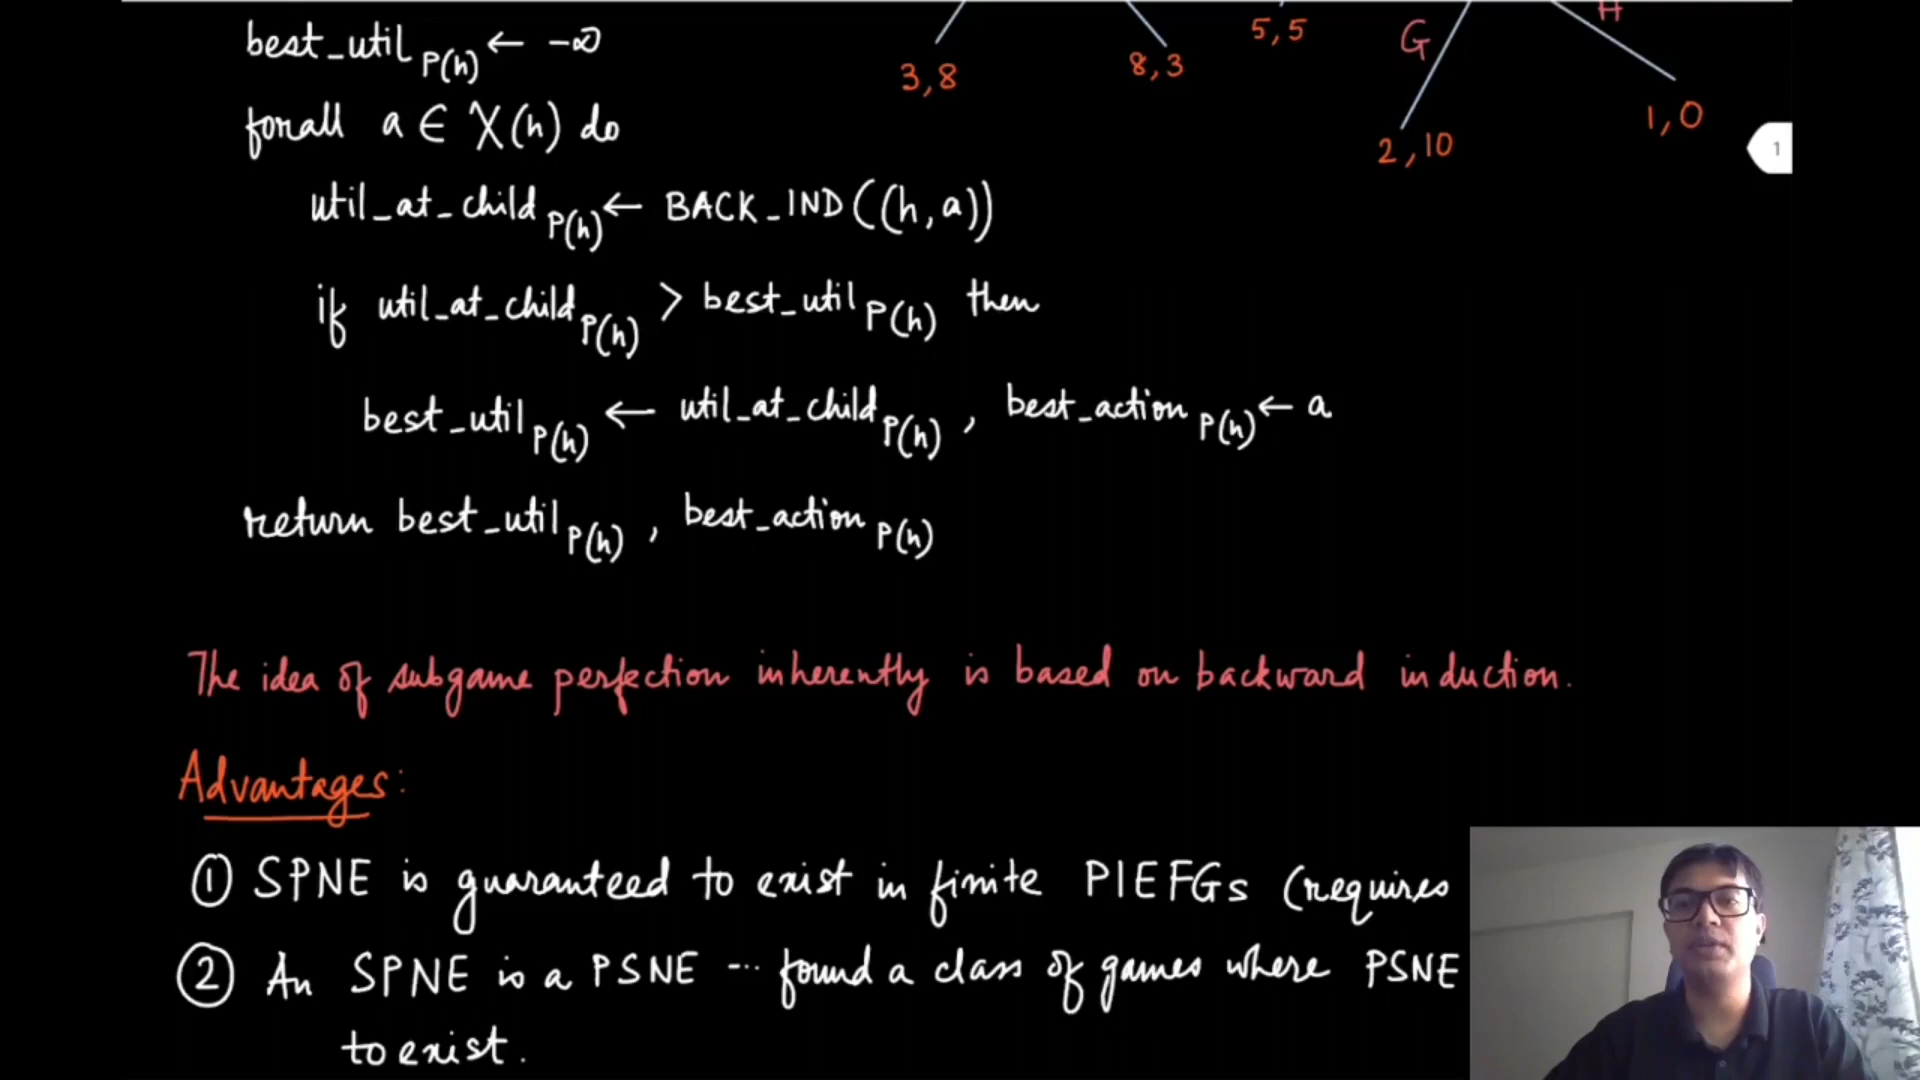 best_util P(h) ← -∞
forall a ∈ X(h) do
util_at_child P(h) ← BACK_IND((h,a))
if util_at_child P(h) > best_util P(h) then
best_util P(h) ← util_at_child P(h) , best_action P(h) ← a
return best_util P(h) , best_action P(h)
3,8
8,3
5,5
G
H
2,10
1,0
1
The idea of subgame perfection inherently is based on backward induction.
Advantages:
① SPNE is guaranteed to exist in finite PIEFGs (requires
② An SPNE is a PSNE --- found a class of games where PSNE
to exist.